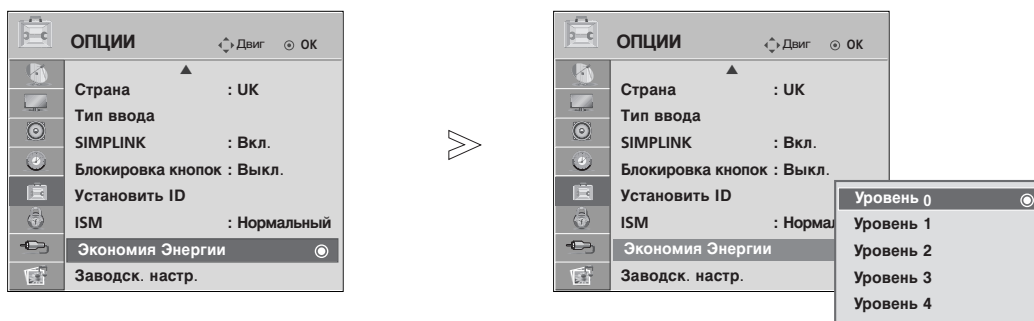 ОПЦИИ Двиг OK
Страна : UK
Тип ввода
SIMPLINK : Вкл.
Блокировка кнопок : Выкл.
Установить ID
ISM : Нормальный
Экономия Энергии
Заводск. настр.
ОПЦИИ Двиг OK
Страна : UK
Тип ввода
SIMPLINK : Вкл.
Блокировка кнопок : Выкл.
Установить ID
ISM : Нормал
Экономия Энергии
Заводск. настр.
Уровень 0
Уровень 1
Уровень 2
Уровень 3
Уровень 4